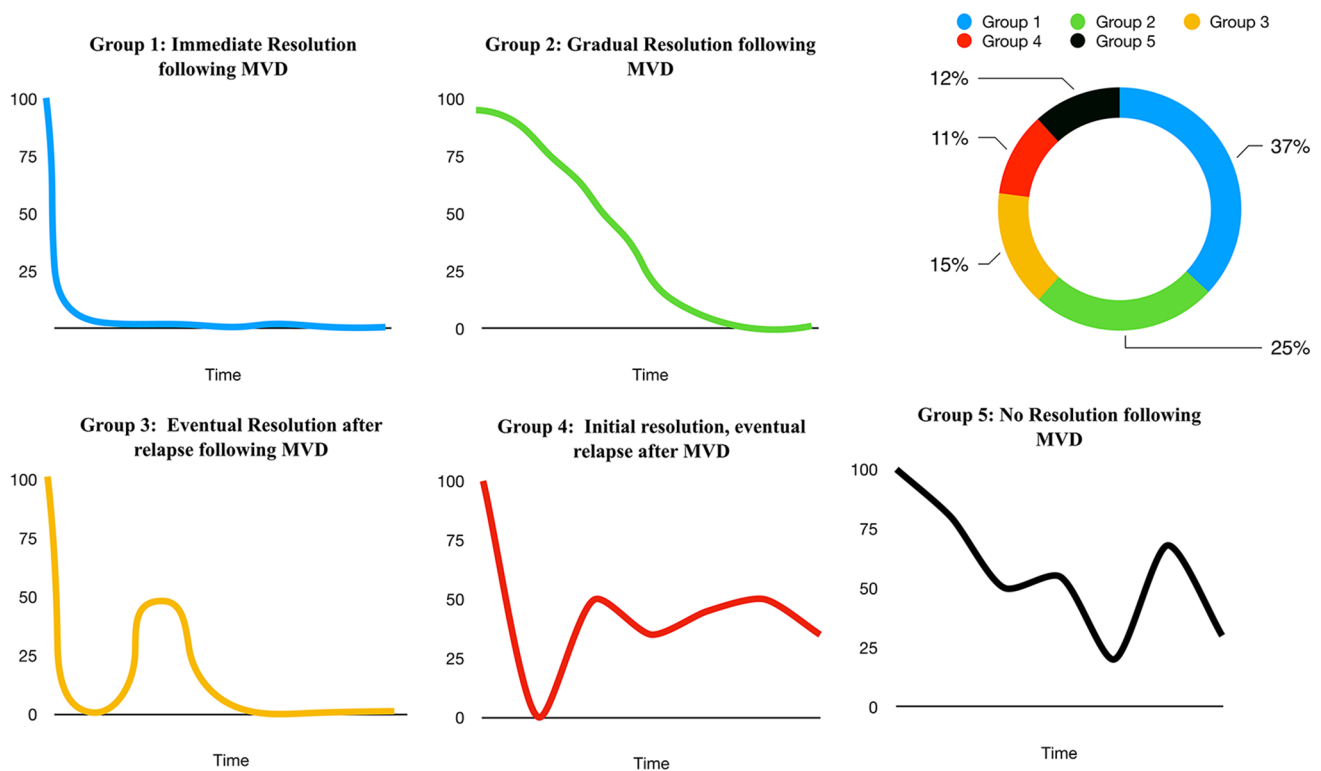 Group 1: Immediate Resolution
following MVD
100
75
50
25
Time
Group 2: Gradual Resolution following
MVD
100
75
50
25
0
Time
Group 1 Group 2 Group 3
Group 4 Group 5
12%
11%
37%
15%
25%
Group 3: Eventual Resolution after
relapse following MVD
100
75
50
25
0
Time
Group 4: Initial resolution, eventual
relapse after MVD
100
75
50
25
0
Time
Group 5: No Resolution following
MVD
100
75
50
25
0
Time